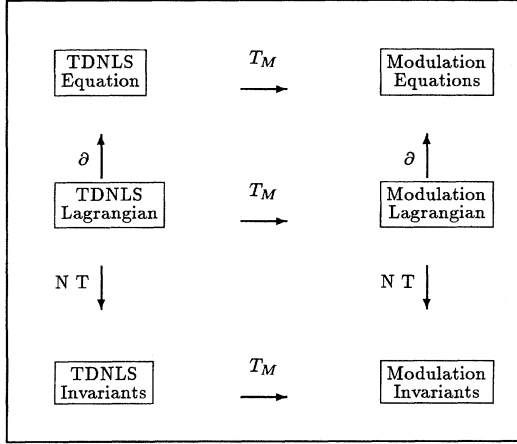 TDNLS
Equation
T_M
Modulation
Equations
∂
∂
TDNLS
Lagrangian
T_M
Modulation
Lagrangian
N T
N T
TDNLS
Invariants
T_M
Modulation
Invariants